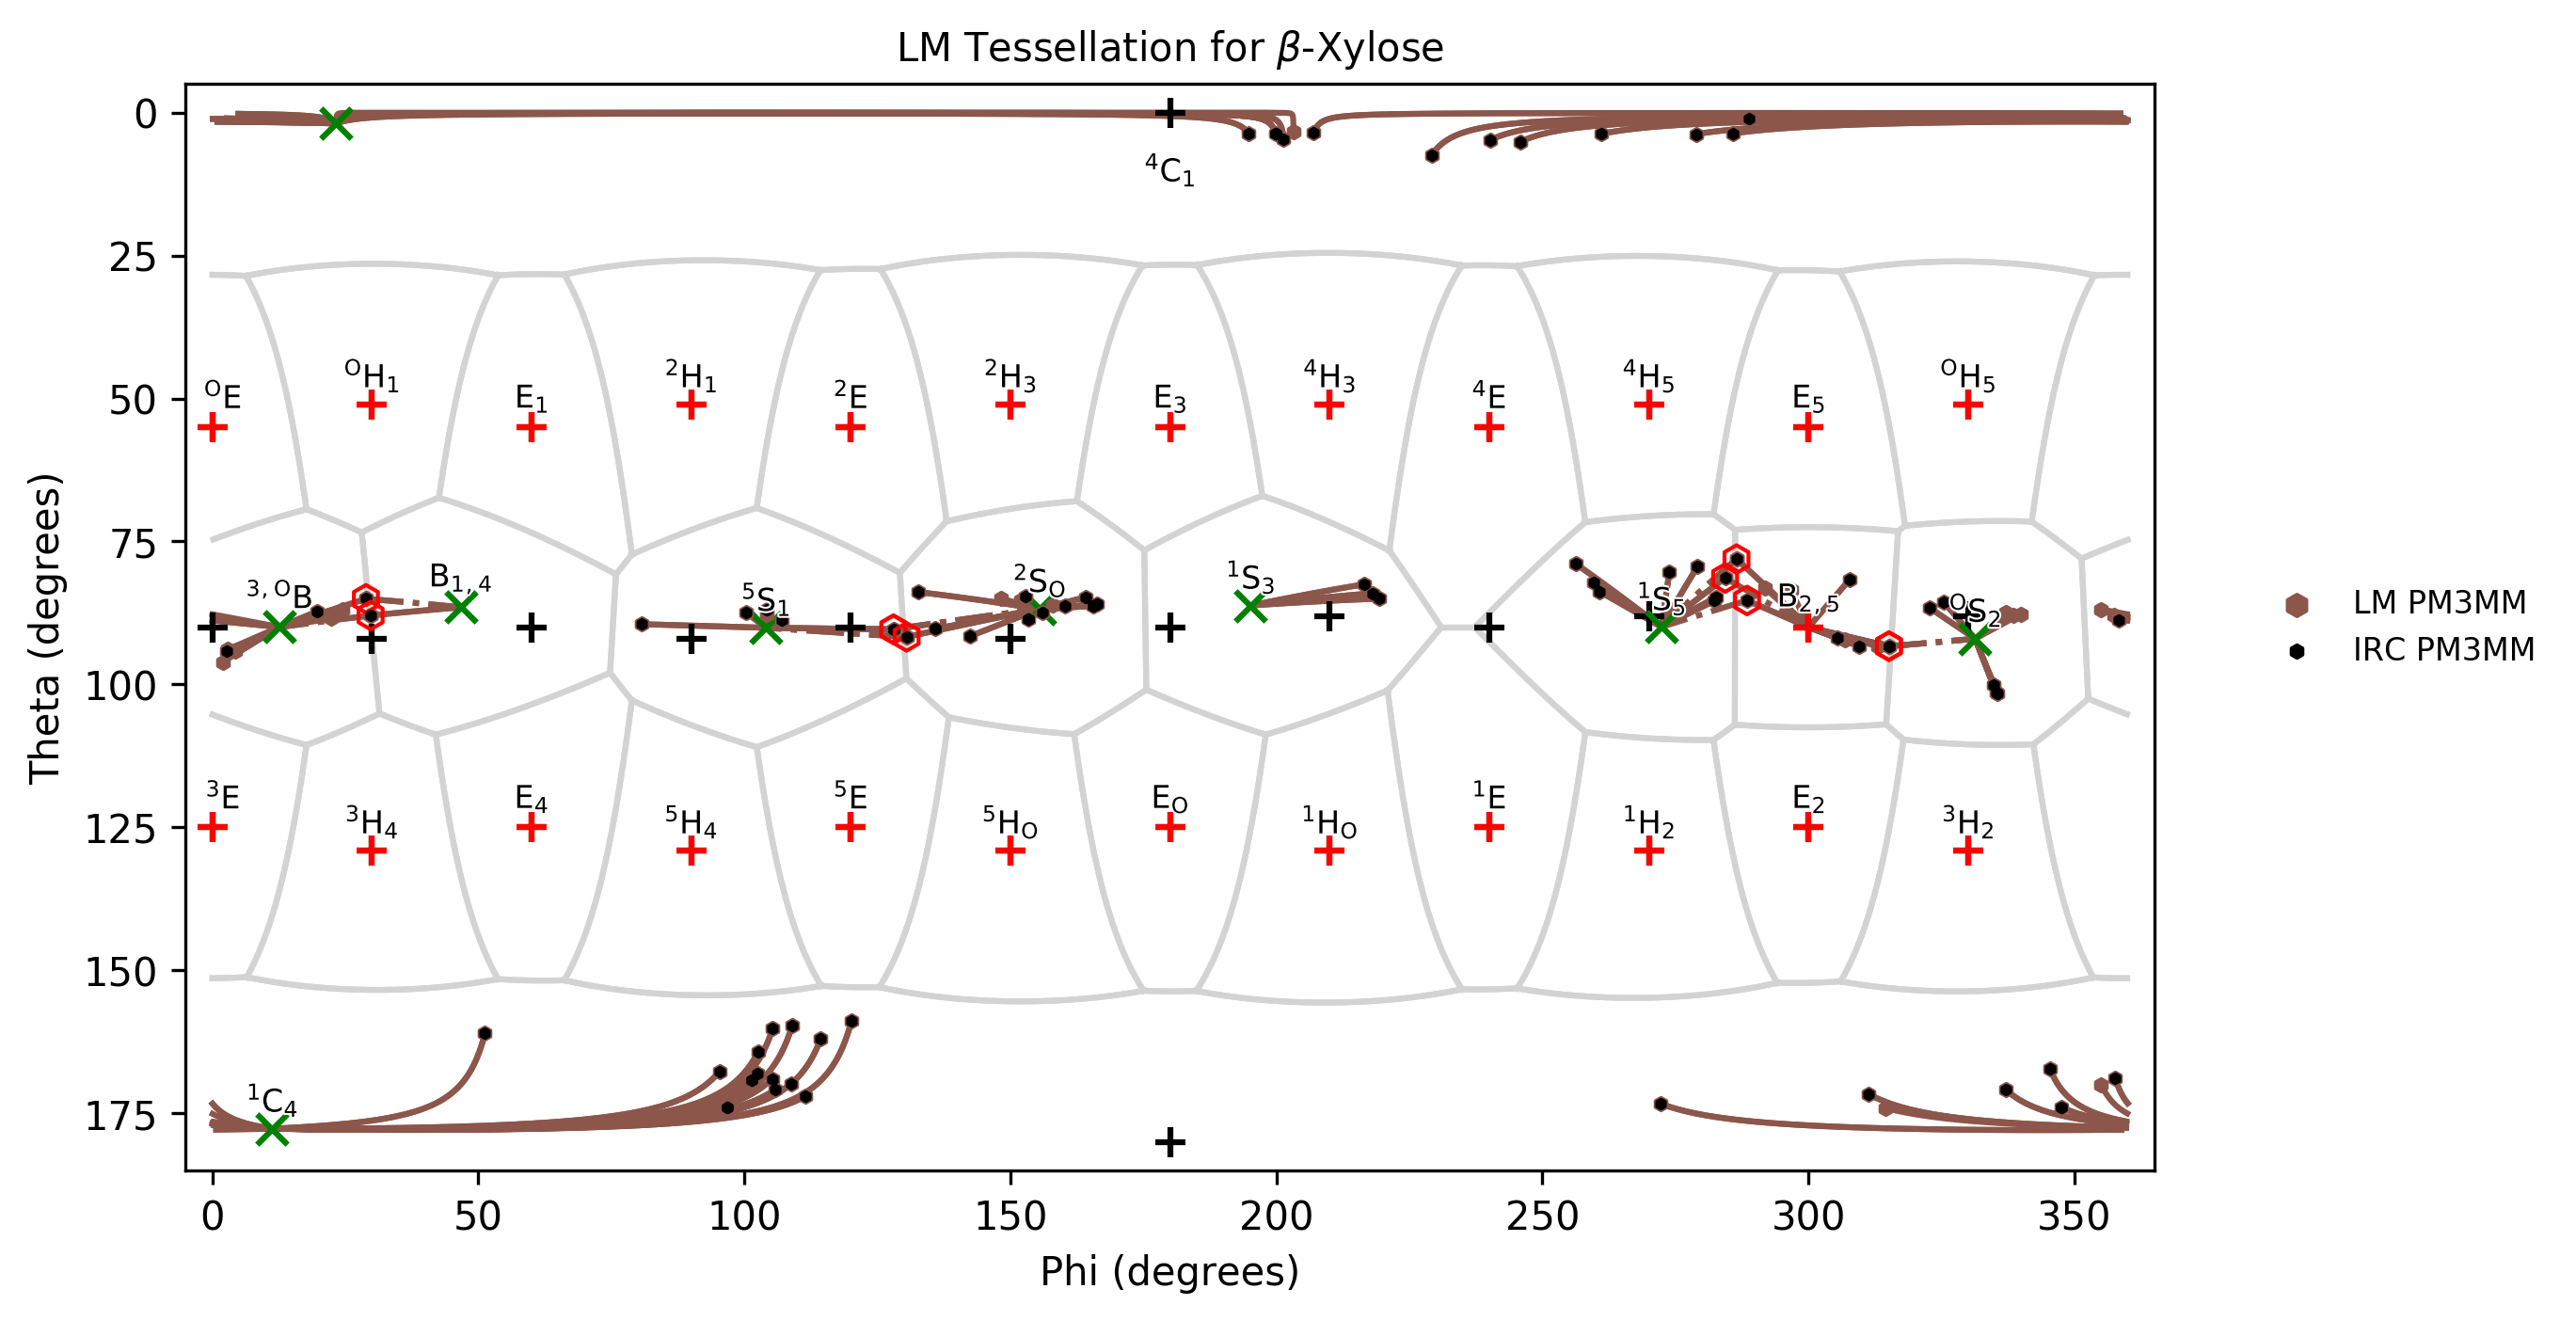 LM Tessellation for β-Xylose
0
25
50
75
100
125
150
175
Theta (degrees)
⁴C₁
ᴼE ᴼH₁ E₁ ²H₁ ²E ²H₃ E₃ ⁴H₃ ⁴E ⁴H₅ E₅ ᴼH₅
³,ᴼB B₁,₄ ⁵S₁ ²Sₒ ¹S₃ ¹S₅ B₂,₅ ᴼS₂
³E ³H₄ E₄ ⁵H₄ ⁵E ⁵Hₒ Eₒ ¹Hₒ ¹E ¹H₂ E₂ ³H₂
¹C₄
LM PM3MM
IRC PM3MM
0 50 100 150 200 250 300 350
Phi (degrees)